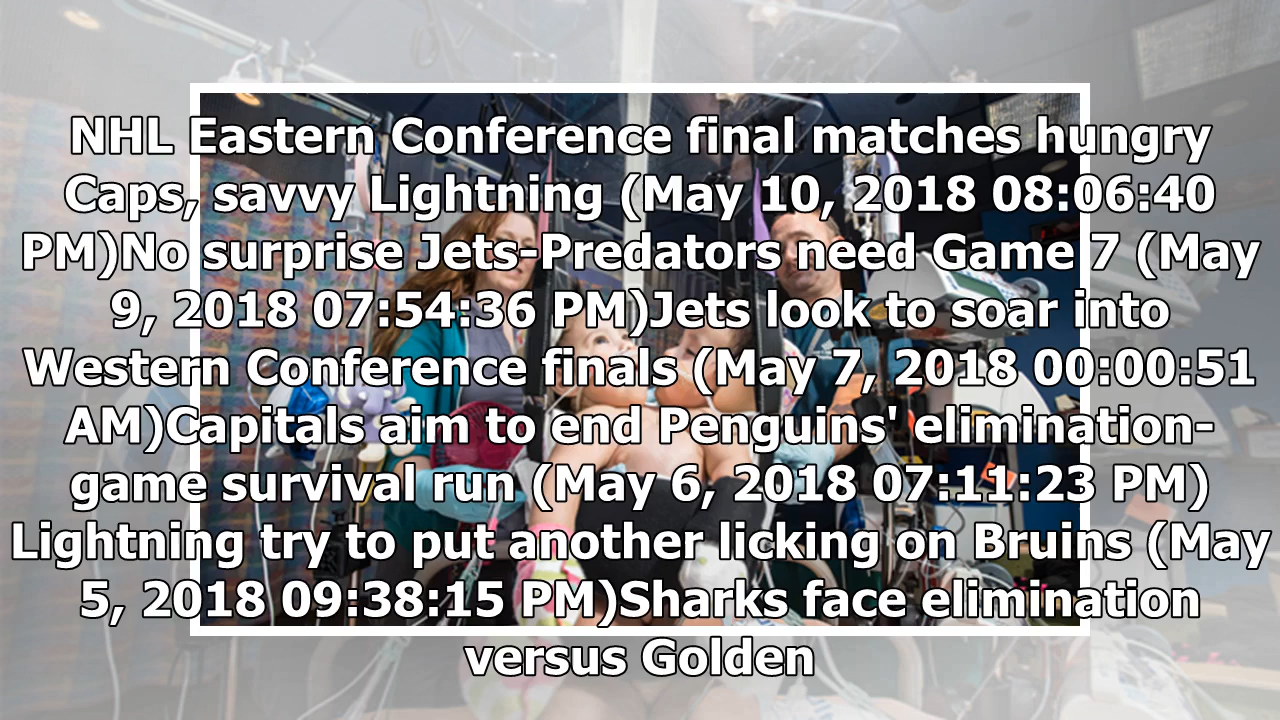 NHL Eastern Conference final matches hungry
Caps, savvy Lightning (May 10, 2018 08:06:40
PM)No surprise Jets-Predators need Game 7 (May
9, 2018 07:54:36 PM)Jets look to soar into
Western Conference finals (May 7, 2018 00:00:51
AM)Capitals aim to end Penguins' elimination-
game survival run (May 6, 2018 07:11:23 PM)
Lightning try to put another licking on Bruins (May
5, 2018 09:38:15 PM)Sharks face elimination
versus Golden